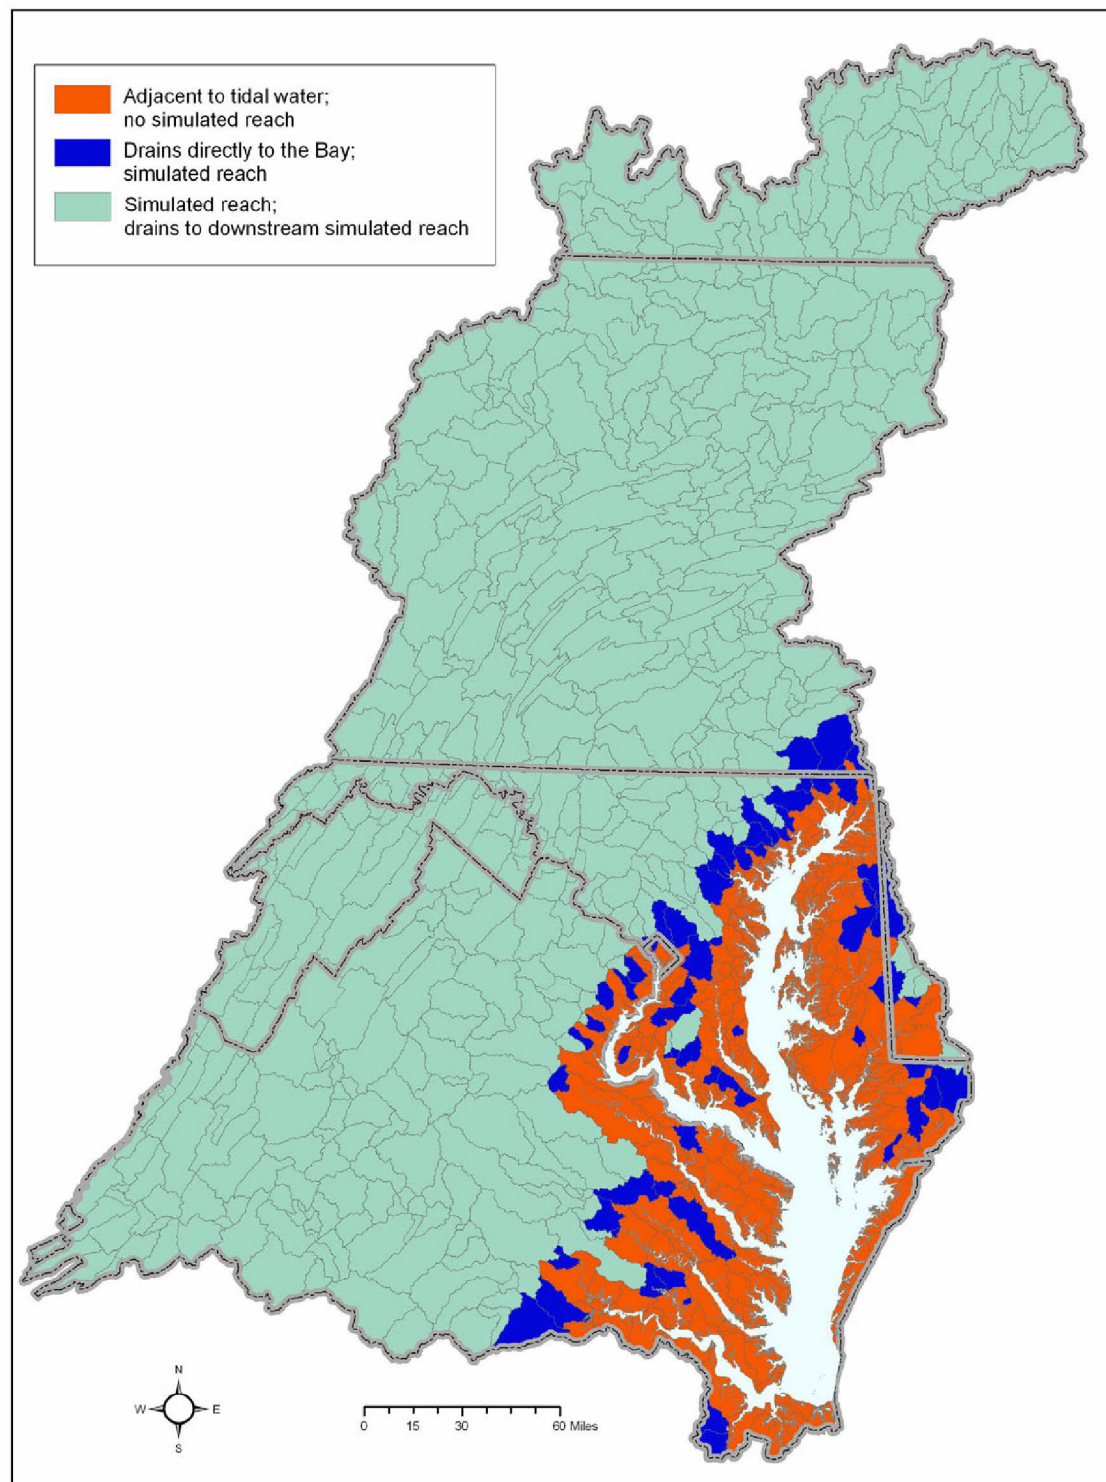 Adjacent to tidal water;
no simulated reach
Drains directly to the Bay;
simulated reach
Simulated reach;
drains to downstream simulated reach
N
W E
S
0 15 30 60 Miles